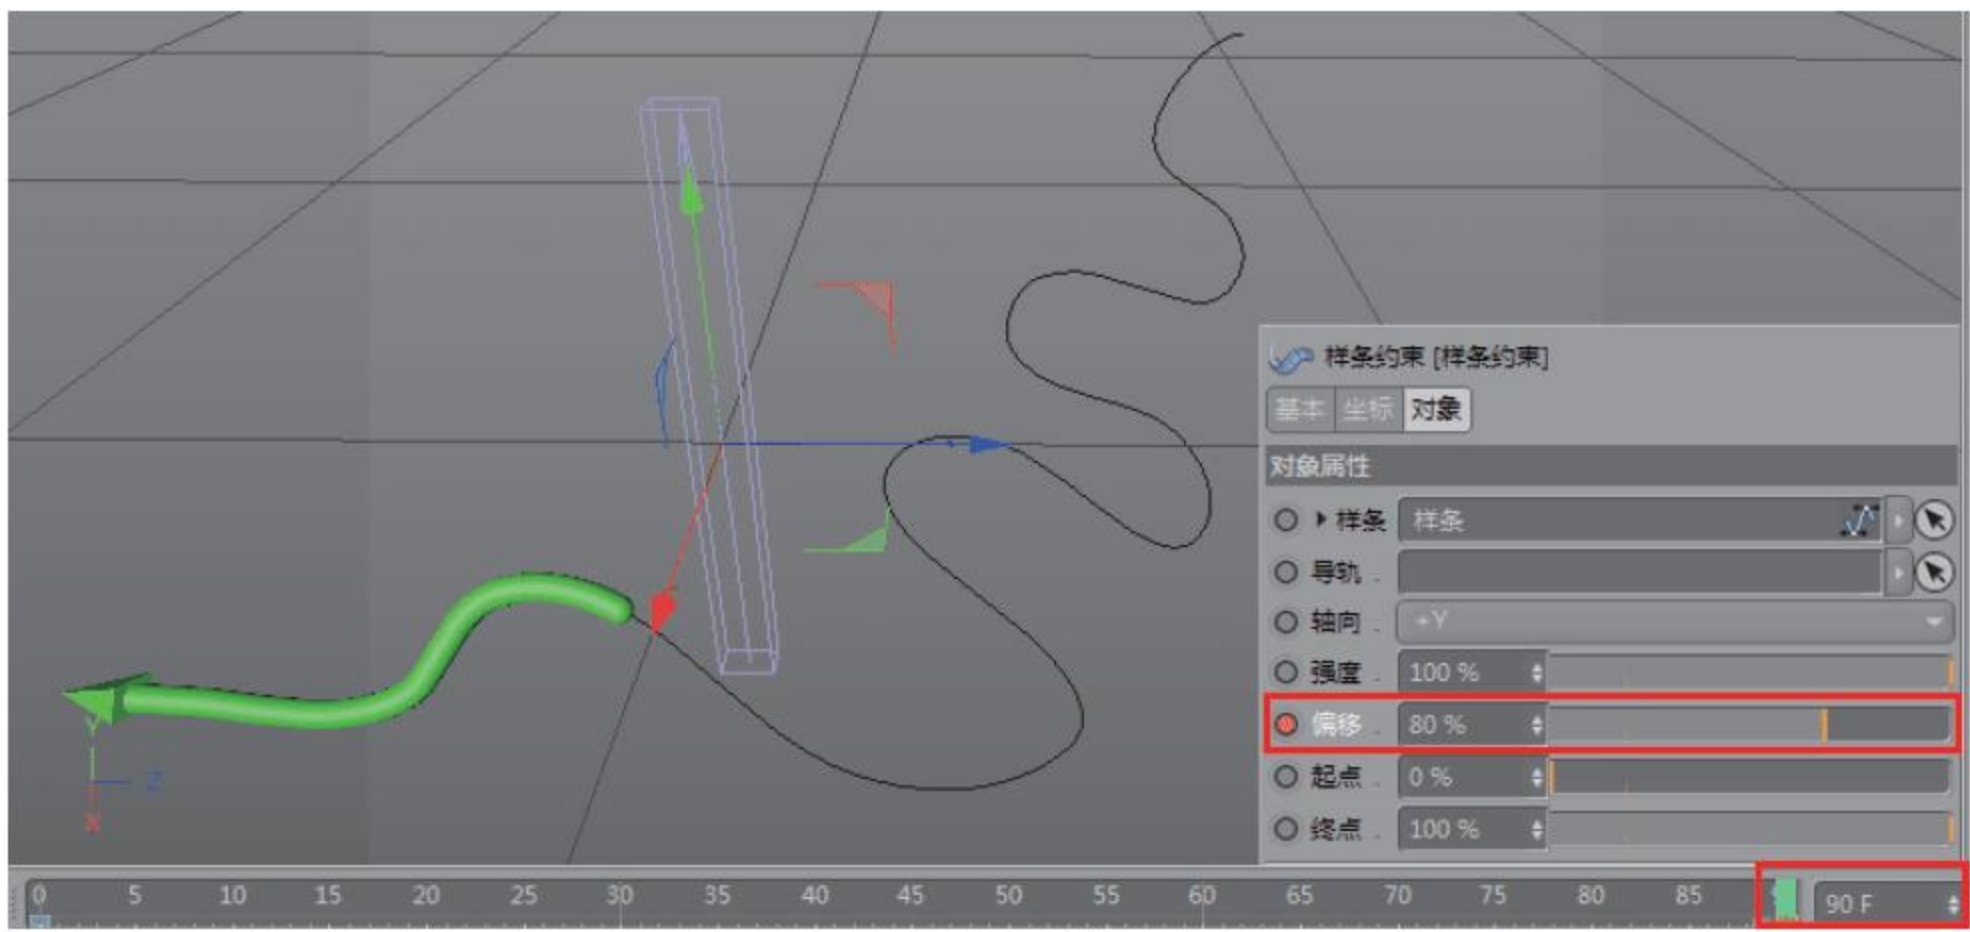 样条约束 [样条约束]
基本 坐标 对象
对象属性
样条 样条
导轨 .
轴向 . +Y
强度 . 100 %
偏移 . 80 %
起点 . 0 %
终点 . 100 %
Y
Z
X
0 5 10 15 20 25 30 35 40 45 50 55 60 65 70 75 80 85 90 F